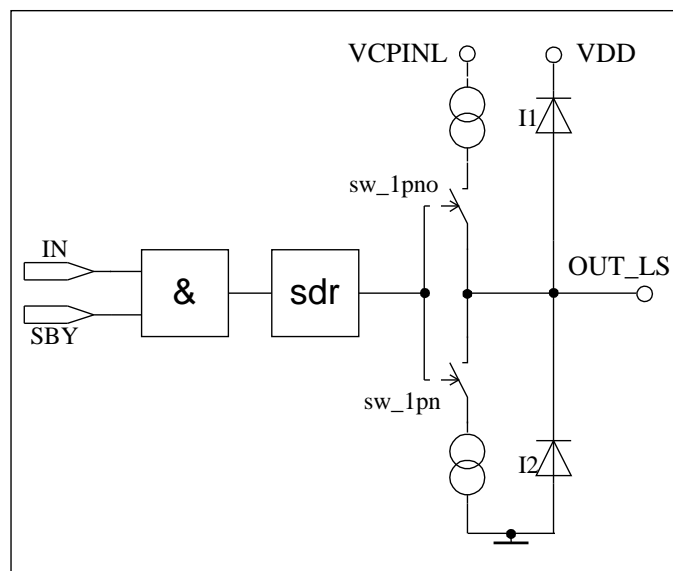 VCPINL
VDD
I1
sw_1pno
IN
OUT_LS
&
sdr
SBY
sw_1pn
I2